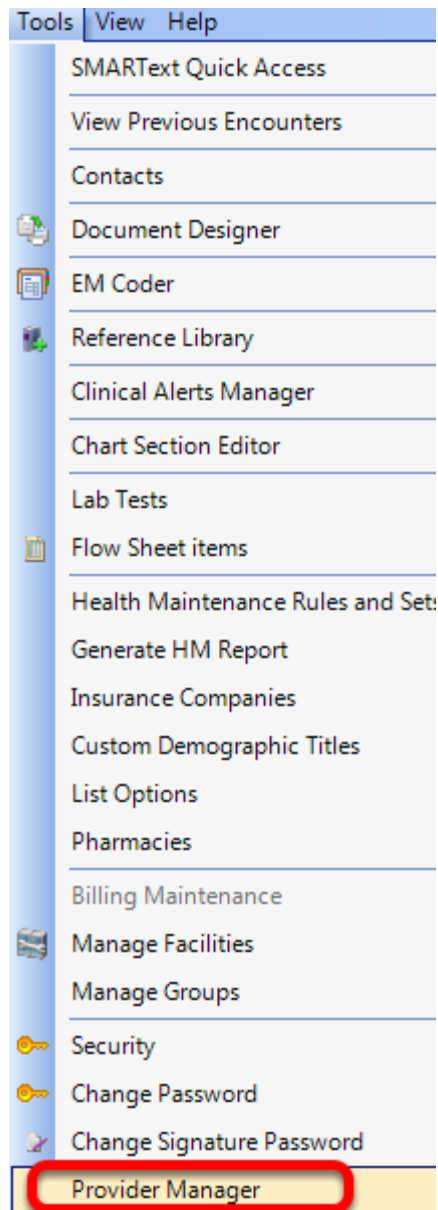 Tools View Help
SMARText Quick Access
View Previous Encounters
Contacts
Document Designer
EM Coder
Reference Library
Clinical Alerts Manager
Chart Section Editor
Lab Tests
Flow Sheet items
Health Maintenance Rules and Sets
Generate HM Report
Insurance Companies
Custom Demographic Titles
List Options
Pharmacies
Billing Maintenance
Manage Facilities
Manage Groups
Security
Change Password
Change Signature Password
Provider Manager